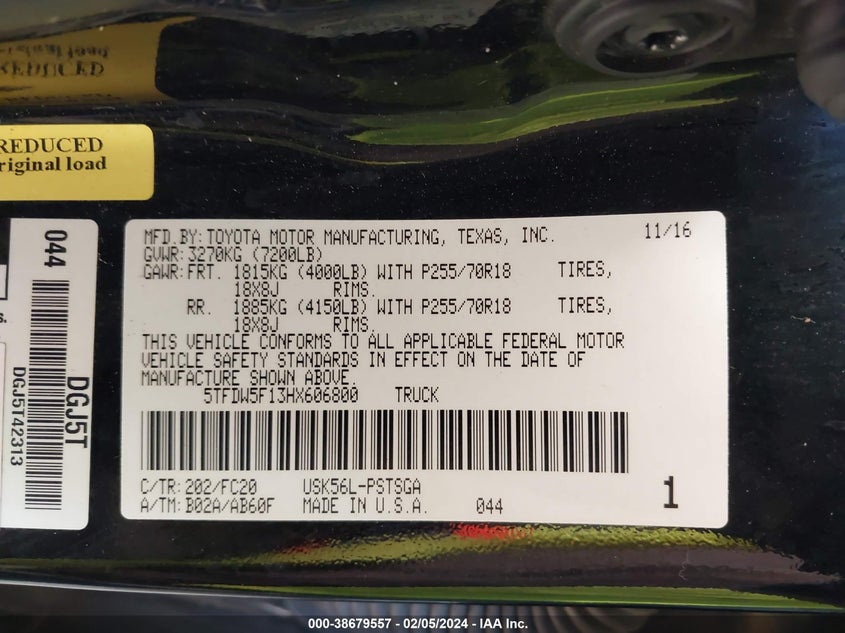 REDUCED
REDUCED
riginal load
044
s.
DGJ5T
DGJ5T42313
MFD.BY:TOYOTA MOTOR MANUFACTURING, TEXAS, INC. 11/16
GVWR:3270KG (7200LB)
GAWR:FRT. 1815KG (4000LB) WITH P255/70R18 TIRES,
18X8J RIMS.
RR. 1885KG (4150LB) WITH P255/70R18 TIRES,
18X8J RIMS.
THIS VEHICLE CONFORMS TO ALL APPLICABLE FEDERAL MOTOR
VEHICLE SAFETY STANDARDS IN EFFECT ON THE DATE OF
MANUFACTURE SHOWN ABOVE.
5TFDW5F13HX606800 TRUCK
C/TR:202/FC20 USK56L-PSTSGA
A/TM:B02A/AB60F MADE IN U.S.A. 044 1
000-38679557 - 02/05/2024 - IAA Inc.